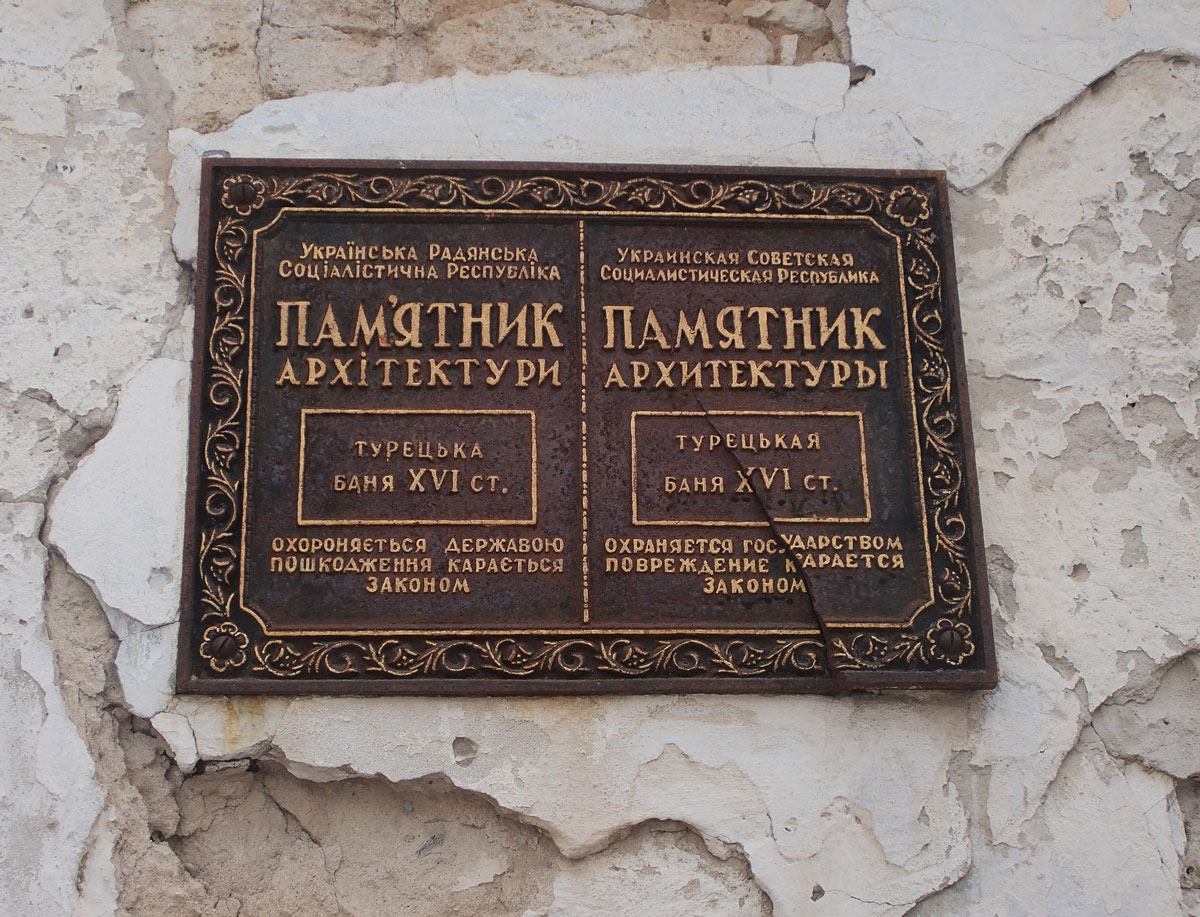 Українська Радянська
Соціалістична Республіка
Пам'ятник
архітектури
турецька
баня XVI ст.
охороняється державою
пошкодження карається
законом
Украинская Советская
Социалистическая Республика
Памятник
архитектуры
турецькая
баня XVI ст.
охраняется государством
повреждение карается
законом